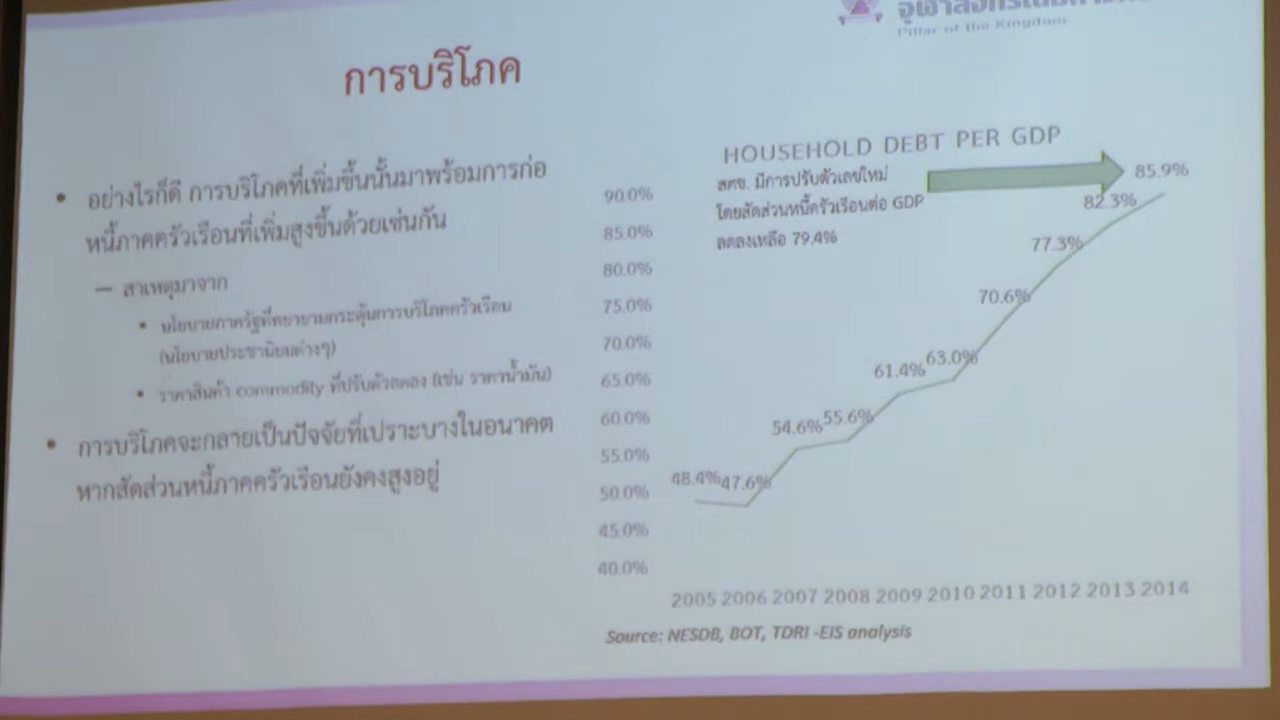 Pillar of the Kingdom
การบริโภค
• อย่างไรก็ดี การบริโภคที่เพิ่มขึ้นนั้นมาพร้อมการก่อ
หนี้ภาคครัวเรือนที่เพิ่มสูงขึ้นด้วยเช่นกัน
— สาเหตุมาจาก
• นโยบายภาครัฐที่พยายามกระตุ้นการบริโภคครัวเรือน
(นโยบายประชานิยมต่างๆ)
• ราคาสินค้า commodity ที่ปรับตัวลดลง (เช่น ราคาน้ำมัน)
• การบริโภคจะกลายเป็นปัจจัยที่เปราะบางในอนาคต
หากสัดส่วนหนี้ภาคครัวเรือนยังคงสูงอยู่
HOUSEHOLD DEBT PER GDP
สศช. มีการปรับตัวเลขใหม่
โดยสัดส่วนหนี้ครัวเรือนต่อ GDP
ลดลงเหลือ 79.4%
90.0%
85.0%
80.0%
75.0%
70.0%
65.0%
60.0%
55.0%
50.0%
45.0%
40.0%
48.4% 47.6% 54.6% 55.6% 61.4% 63.0% 70.6% 77.3% 82.3% 85.9%
2005 2006 2007 2008 2009 2010 2011 2012 2013 2014
Source: NESDB, BOT, TDRI -EIS analysis